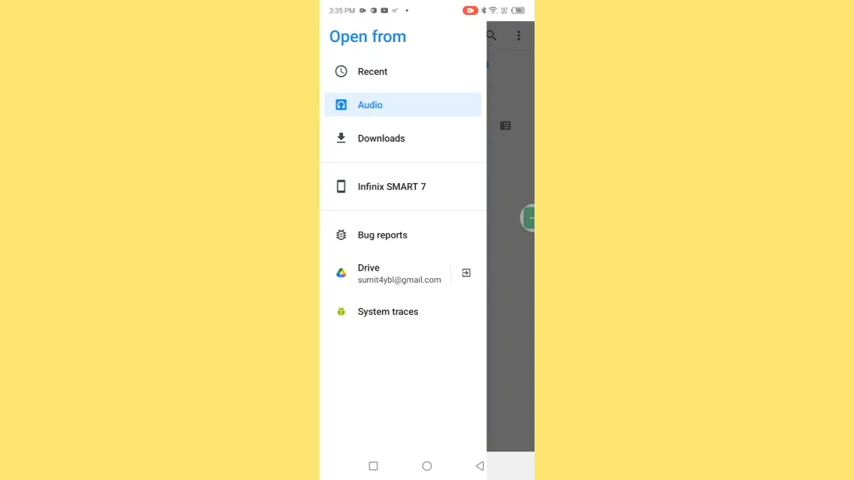 3:35 PM
Open from
Recent
Audio
Downloads
Infinix SMART 7
Bug reports
Drive
sumit4ybl@gmail.com
System traces